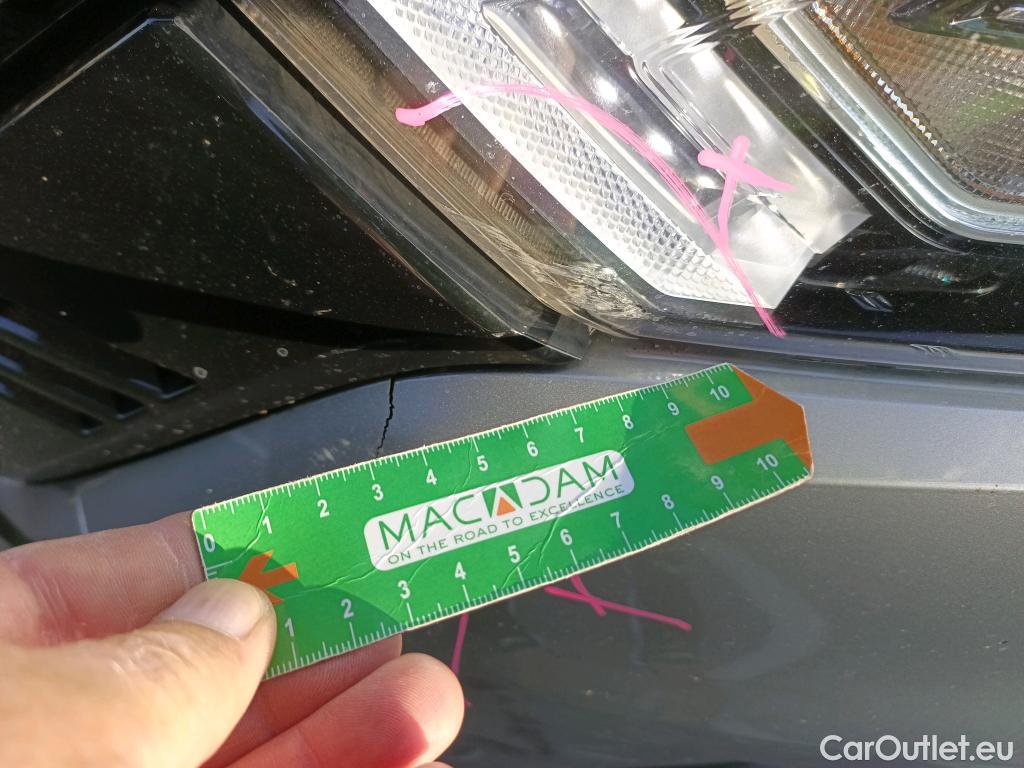 0 1 2 3 4 5 6 7 8 9 10
MACADAM
ON THE ROAD TO EXCELLENCE
1 2 3 4 5 6 7 8 9 10
X
X
CarOutlet.eu